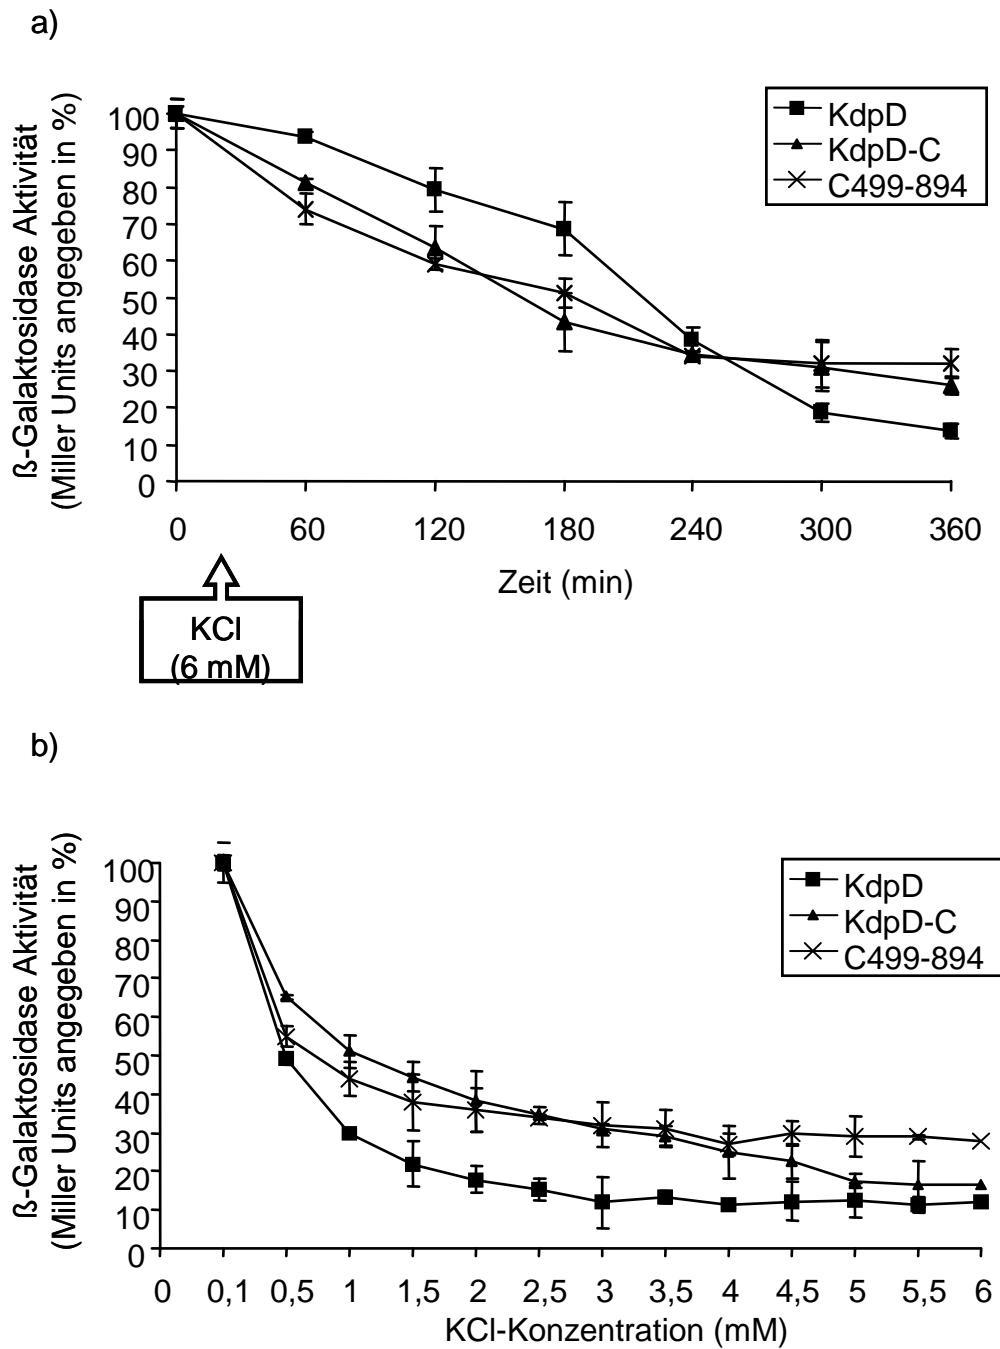 a)
ß-Galaktosidase Aktivität
(Miller Units angegeben in %)
100
90
80
70
60
50
40
30
20
10
0
KdpD
KdpD-C
C499-894
0 60 120 180 240 300 360
Zeit (min)
KCl
(6 mM)
b)
ß-Galaktosidase Aktivität
(Miller Units angegeben in %)
100
90
80
70
60
50
40
30
20
10
0
KdpD
KdpD-C
C499-894
0 0,1 0,5 1 1,5 2 2,5 3 3,5 4 4,5 5 5,5 6
KCl-Konzentration (mM)